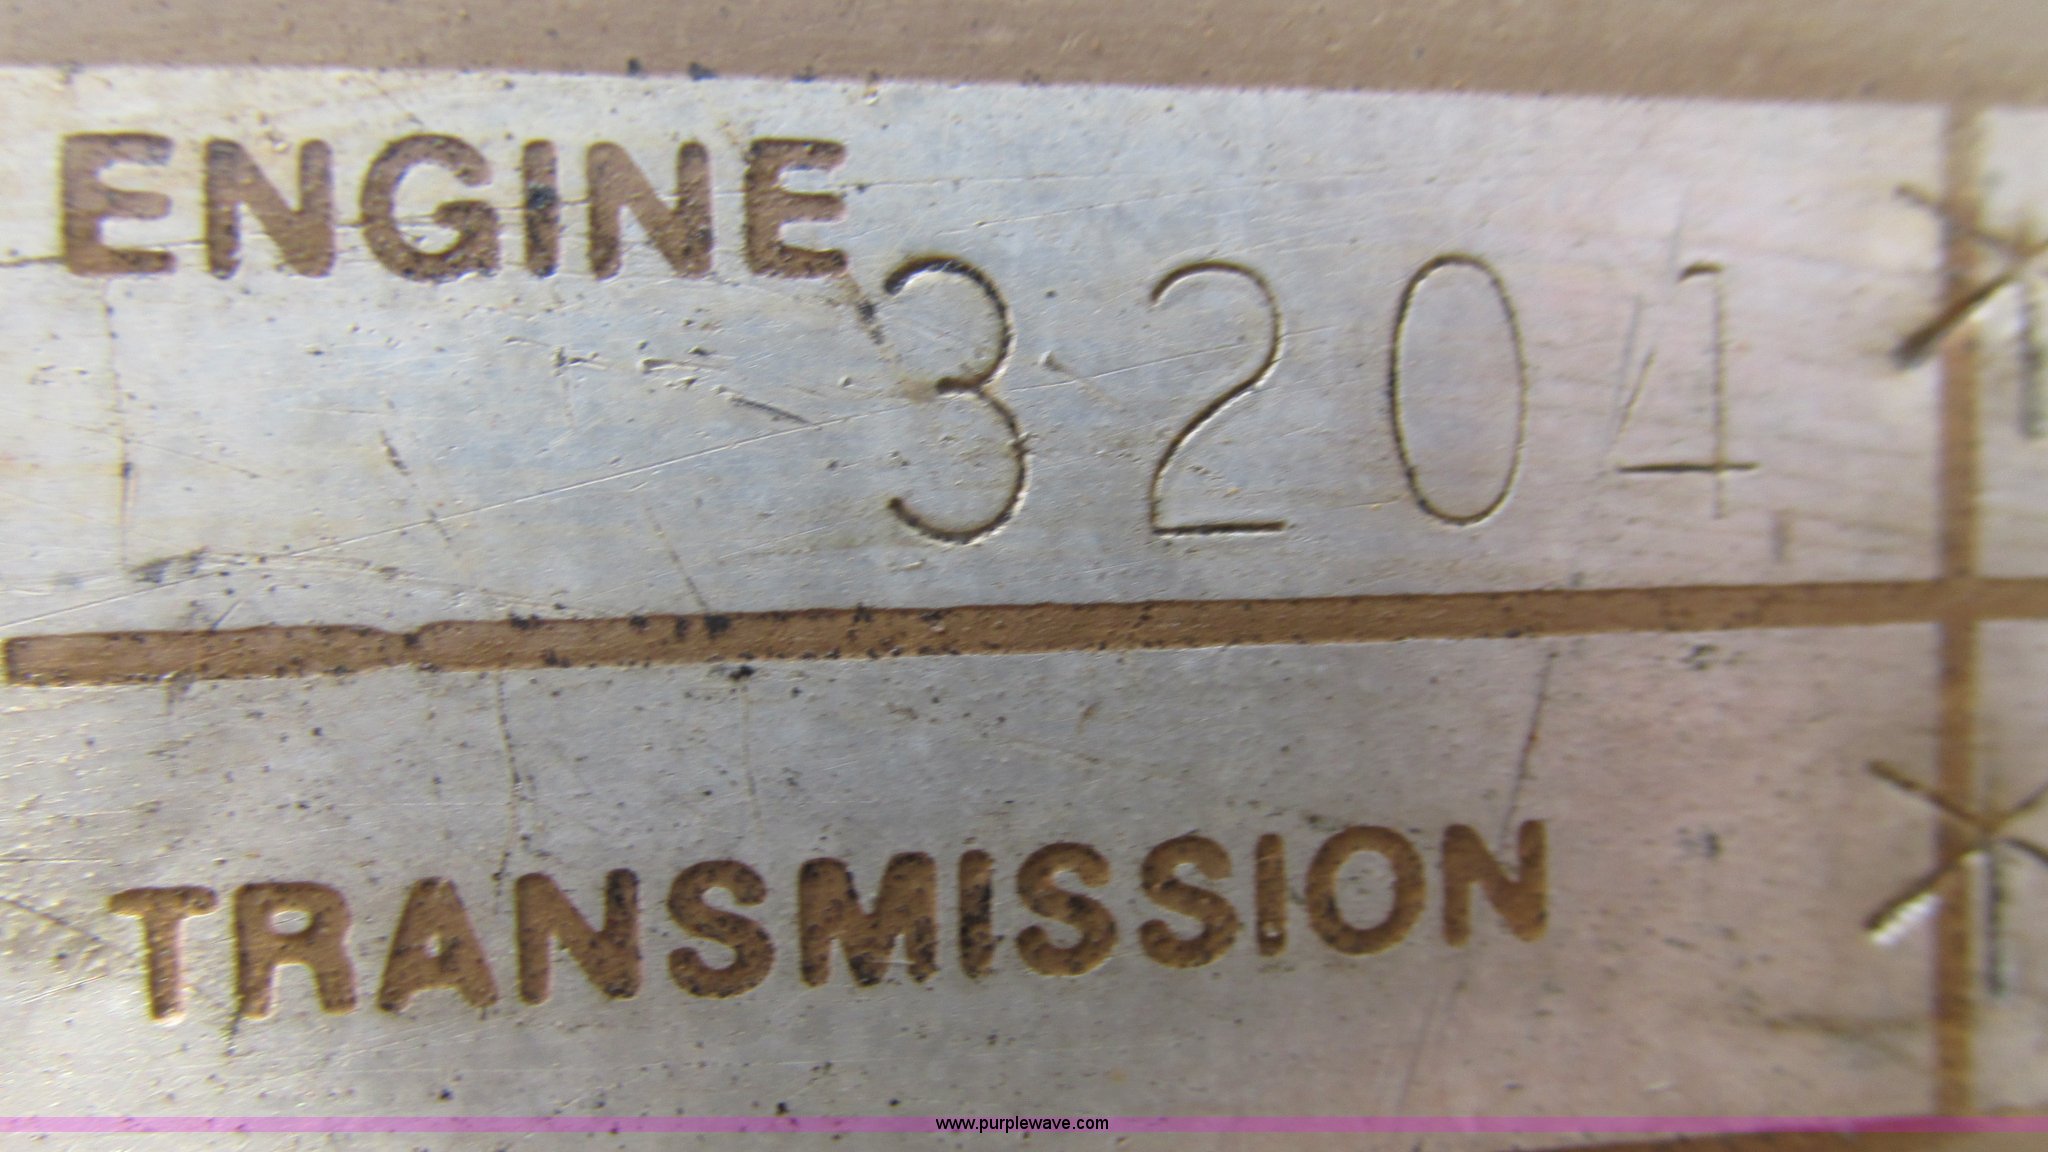 ENGINE
3204
TRANSMISSION
www.purplewave.com